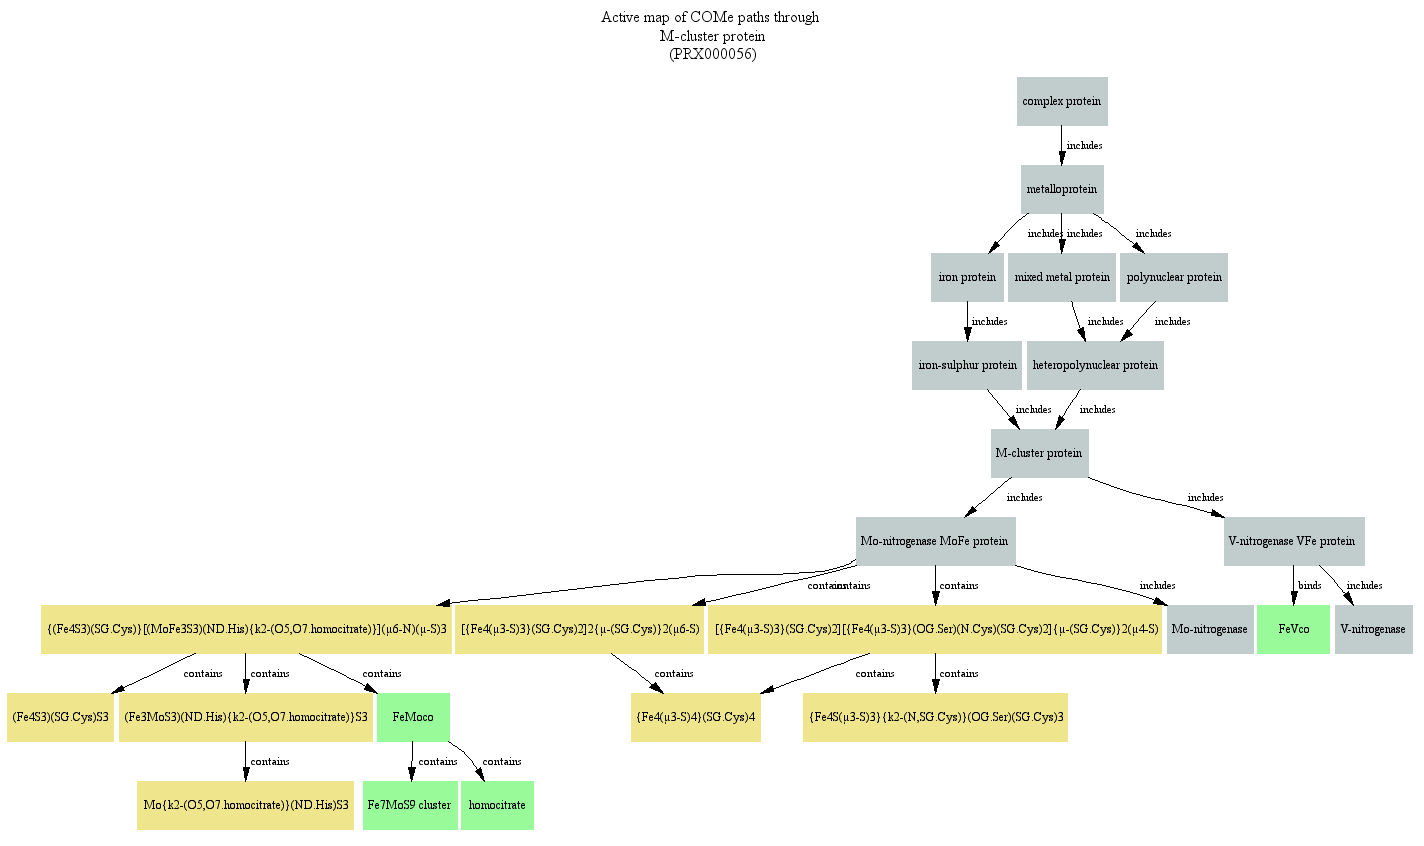 Active map of COMe paths through
M-cluster protein
(PRX000056)
complex protein
includes
metalloprotein
includes
includes
includes
iron protein
mixed metal protein
polynuclear protein
includes
includes
includes
iron-sulphur protein
heteropolynuclear protein
includes
includes
M-cluster protein
includes
includes
Mo-nitrogenase MoFe protein
V-nitrogenase VFe protein
contains
contains
contains
includes
binds
includes
{(Fe4S3)(SG.Cys)}[(MoFe3S3)(ND.His){k2-(O5,O7.homocitrate)}](μ6-N)(μ-S)3
[{Fe4(μ3-S)3}(SG.Cys)2]2{μ-(SG.Cys)}2(μ6-S)
[{Fe4(μ3-S)3}(SG.Cys)2][{Fe4(μ3-S)3}(OG.Ser)(N.Cys)(SG.Cys)2]{μ-(SG.Cys)}2(μ4-S)
Mo-nitrogenase
FeVco
V-nitrogenase
contains
contains
contains
contains
contains
contains
(Fe4S3)(SG.Cys)S3
(Fe3MoS3)(ND.His){k2-(O5,O7.homocitrate)}S3
FeMoco
{Fe4(μ3-S)4}(SG.Cys)4
{Fe4S(μ3-S)3}{k2-(N,SG.Cys)}(OG.Ser)(SG.Cys)3
contains
contains
contains
Mo{k2-(O5,O7.homocitrate)}(ND.His)S3
Fe7MoS9 cluster
homocitrate